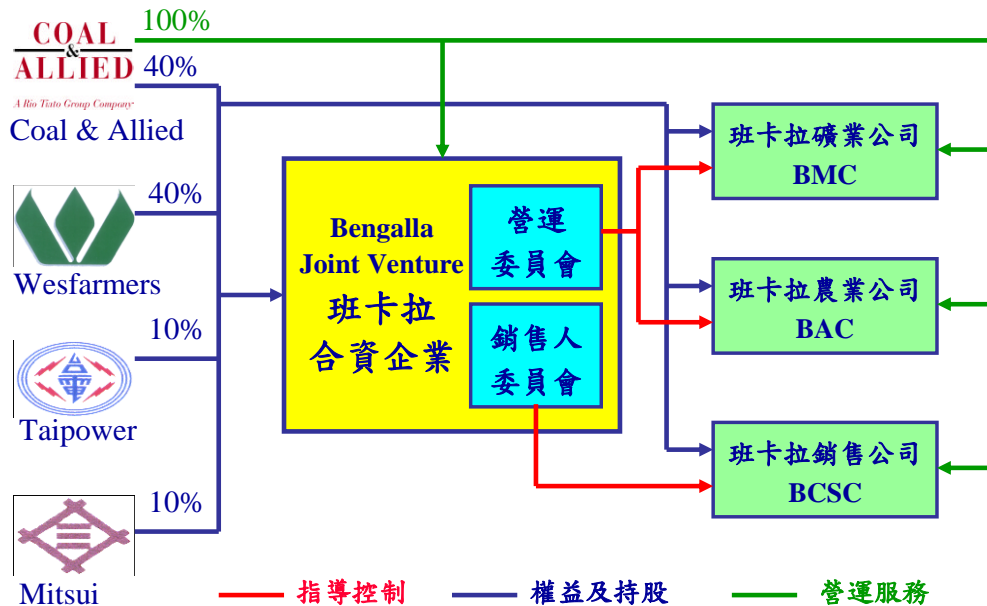 100%
COAL
&
ALLIED
40%
A Rio Tinto Group Company
Coal & Allied
40%
Wesfarmers
10%
台電
Taipower
10%
Mitsui
Bengalla
Joint Venture
班卡拉
合資企業
營運
委員會
銷售人
委員會
班卡拉礦業公司
BMC
班卡拉農業公司
BAC
班卡拉銷售公司
BCSC
指導控制
權益及持股
營運服務